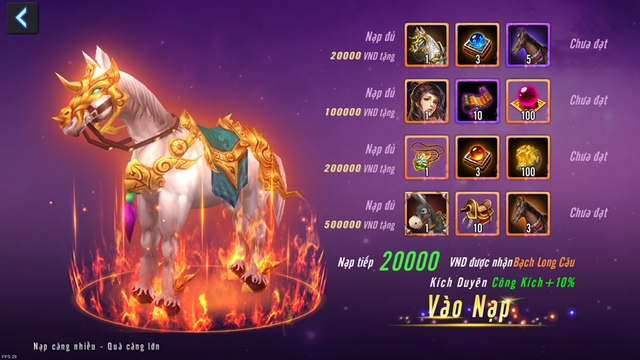 Nạp đủ
20000 VND tặng
1
3
5
Chưa đạt
Nạp đủ
100000 VND tặng
1
10
100
Chưa đạt
Nạp đủ
200000 VND tặng
1
3
100
Chưa đạt
Nạp đủ
500000 VND tặng
1
10
3
Chưa đạt
Nạp tiếp 20000 VND được nhận Bạch Long Câu
Kích Duyên Công Kích+10%
Vào Nạp
Nạp càng nhiều - Quà càng lớn
FPS:29